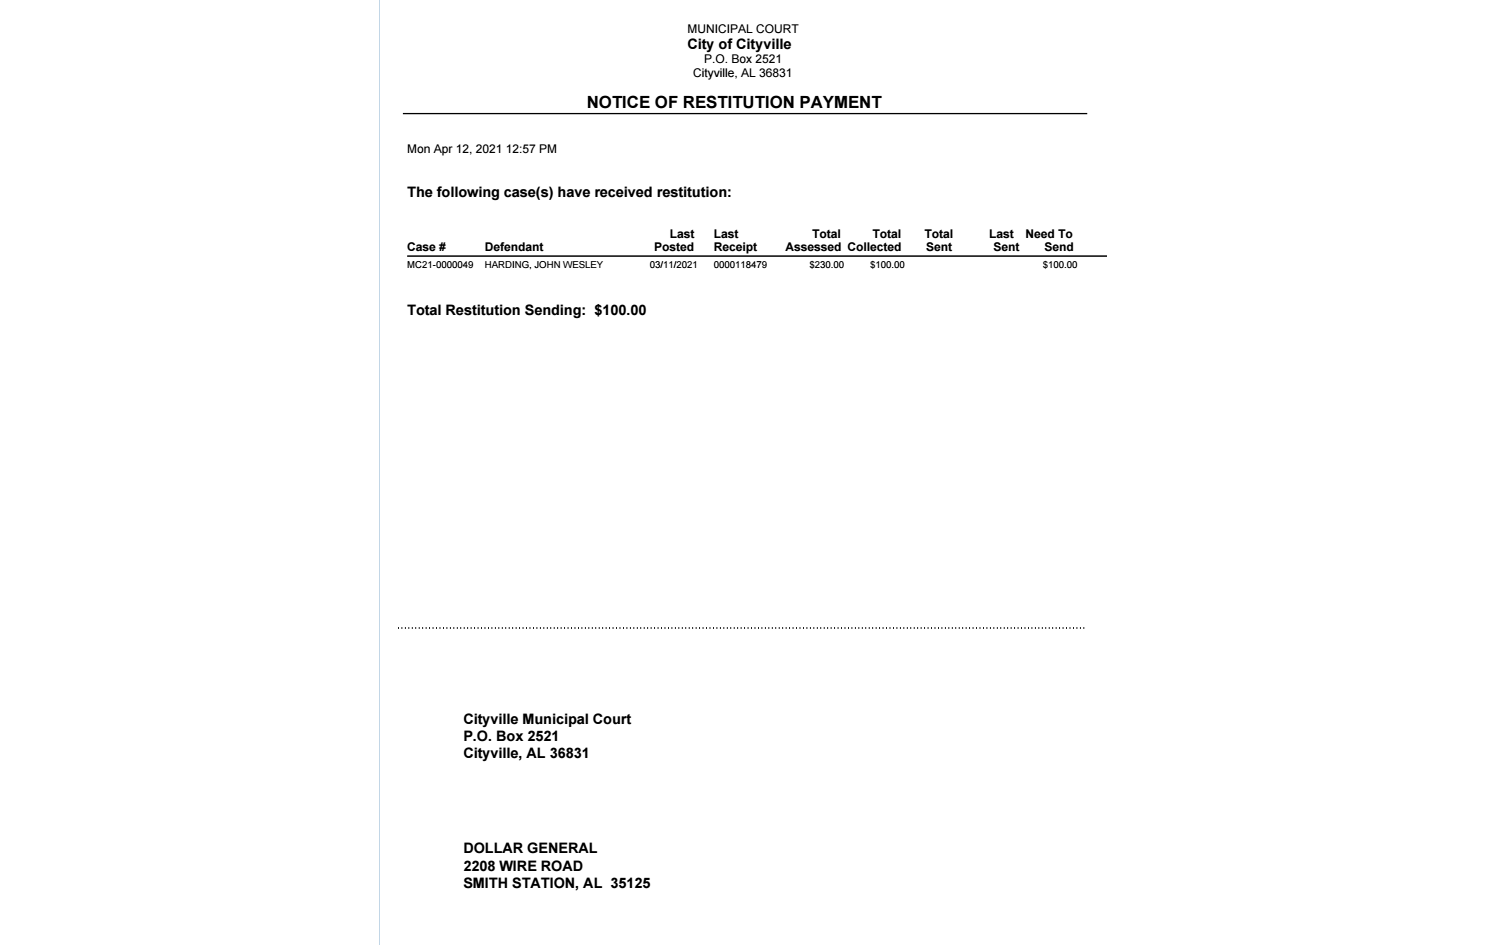 MUNICIPAL COURT
City of Cityville
P.O. Box 2521
Cityville, AL 36831
NOTICE OF RESTITUTION PAYMENT
Mon Apr 12, 2021 12:57 PM
The following case(s) have received restitution:
Last Last Total Total Total Last Need To
Case # Defendant Posted Receipt Assessed Collected Sent Sent Send
MC21-0000049 HARDING, JOHN WESLEY 03/11/2021 0000118479 $230.00 $100.00 $100.00
Total Restitution Sending: $100.00
Cityville Municipal Court
P.O. Box 2521
Cityville, AL 36831
DOLLAR GENERAL
2208 WIRE ROAD
SMITH STATION, AL 35125